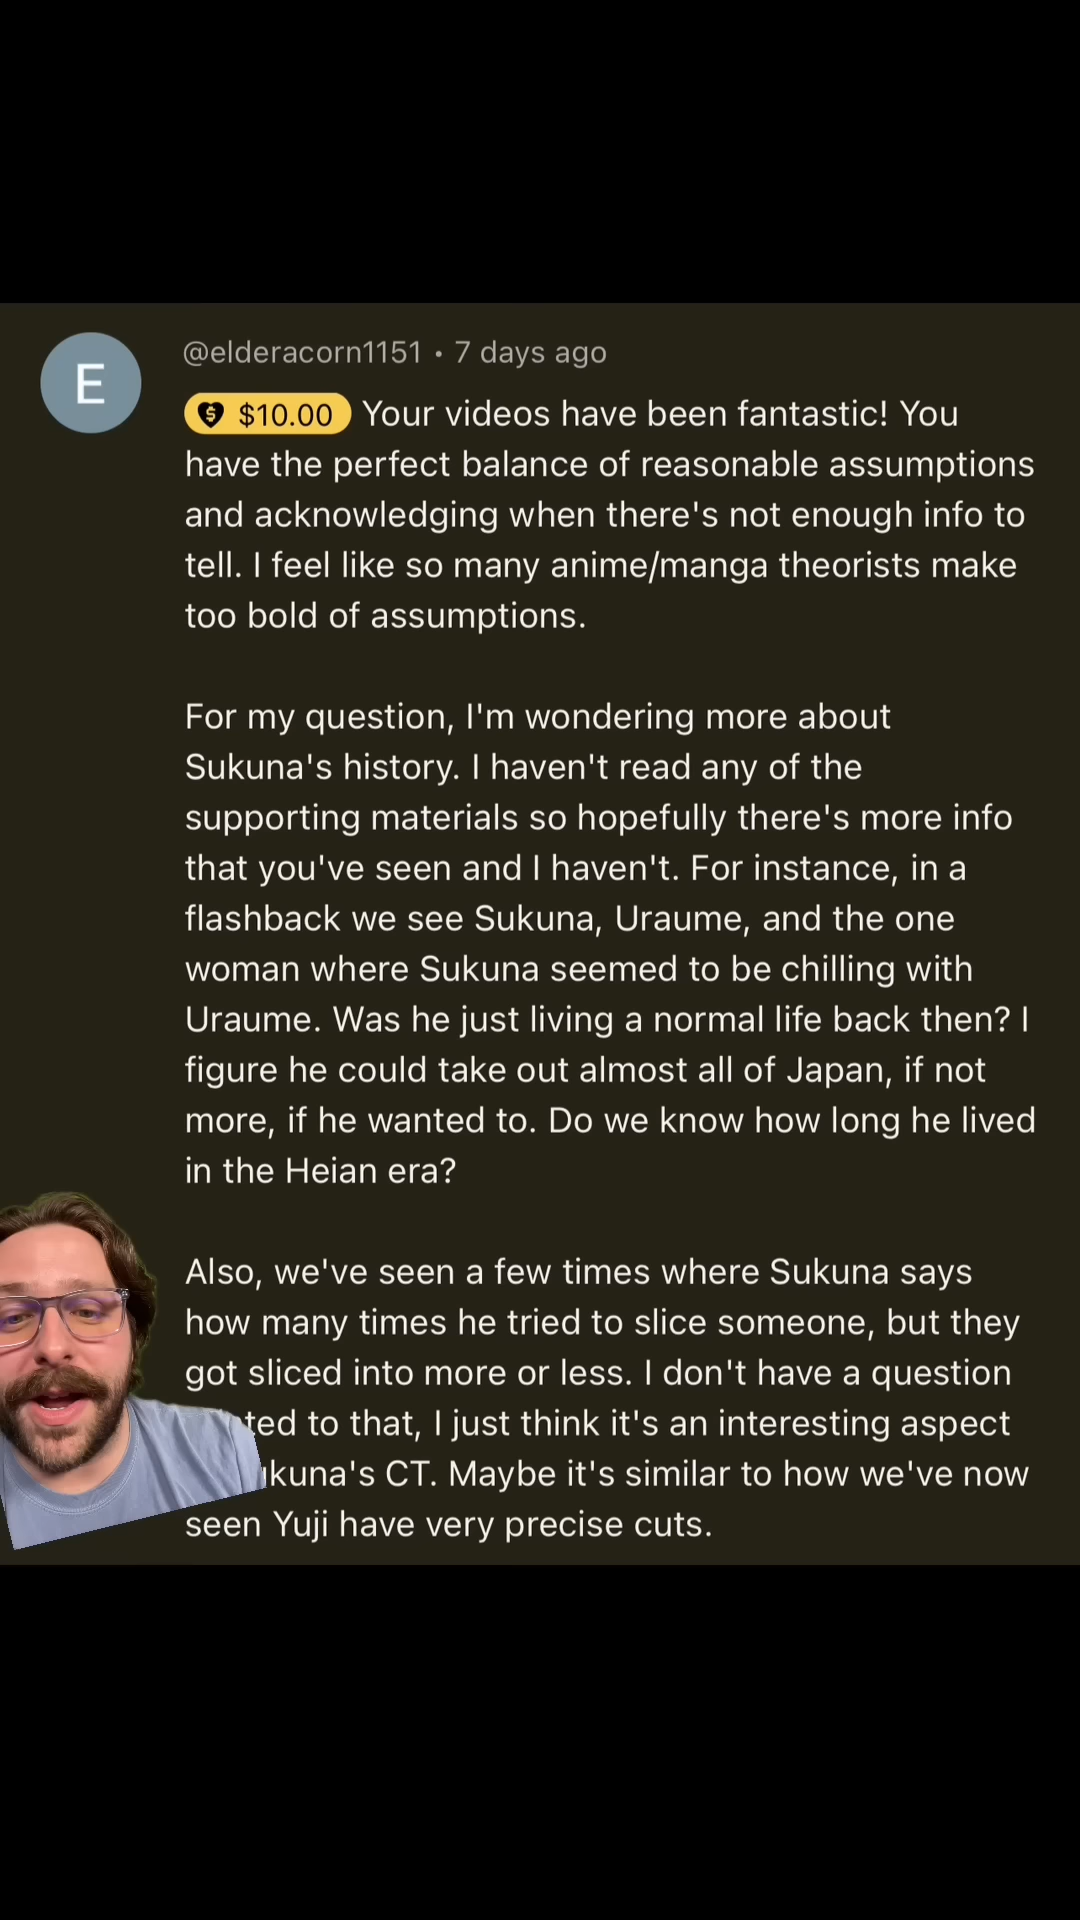 E
@elderacorn1151 • 7 days ago
$10.00 Your videos have been fantastic! You
have the perfect balance of reasonable assumptions
and acknowledging when there's not enough info to
tell. I feel like so many anime/manga theorists make
too bold of assumptions.
For my question, I'm wondering more about
Sukuna's history. I haven't read any of the
supporting materials so hopefully there's more info
that you've seen and I haven't. For instance, in a
flashback we see Sukuna, Uraume, and the one
woman where Sukuna seemed to be chilling with
Uraume. Was he just living a normal life back then? I
figure he could take out almost all of Japan, if not
more, if he wanted to. Do we know how long he lived
in the Heian era?
Also, we've seen a few times where Sukuna says
how many times he tried to slice someone, but they
got sliced into more or less. I don't have a question
to that, I just think it's an interesting aspect
CT. Maybe it's similar to how we've now
seen Yuji have very precise cuts.